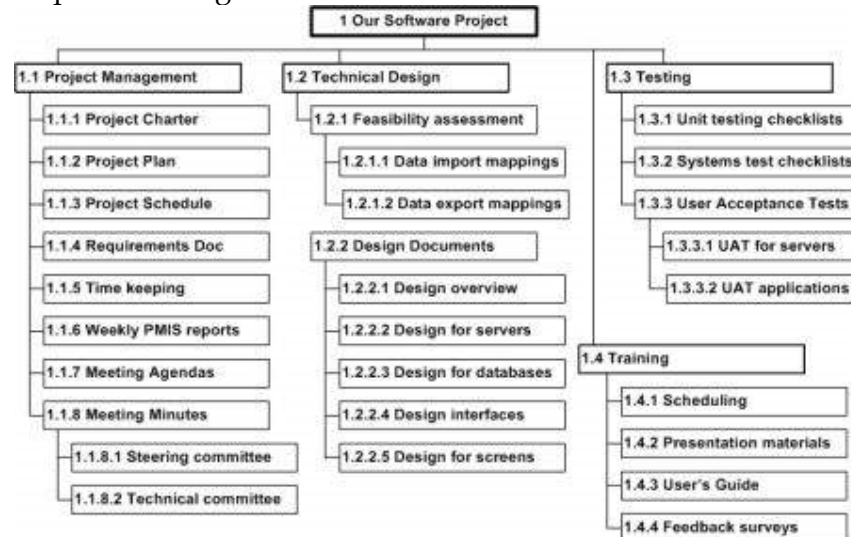 1 Our Software Project
1.1 Project Management
1.1.1 Project Charter
1.1.2 Project Plan
1.1.3 Project Schedule
1.1.4 Requirements Doc
1.1.5 Time keeping
1.1.6 Weekly PMIS reports
1.1.7 Meeting Agendas
1.1.8 Meeting Minutes
1.1.8.1 Steering committee
1.1.8.2 Technical committee
1.2 Technical Design
1.2.1 Feasibility assessment
1.2.1.1 Data import mappings
1.2.1.2 Data export mappings
1.2.2 Design Documents
1.2.2.1 Design overview
1.2.2.2 Design for servers
1.2.2.3 Design for databases
1.2.2.4 Design interfaces
1.2.2.5 Design for screens
1.3 Testing
1.3.1 Unit testing checklists
1.3.2 Systems test checklists
1.3.3 User Acceptance Tests
1.3.3.1 UAT for servers
1.3.3.2 UAT applications
1.4 Training
1.4.1 Scheduling
1.4.2 Presentation materials
1.4.3 User's Guide
1.4.4 Feedback surveys